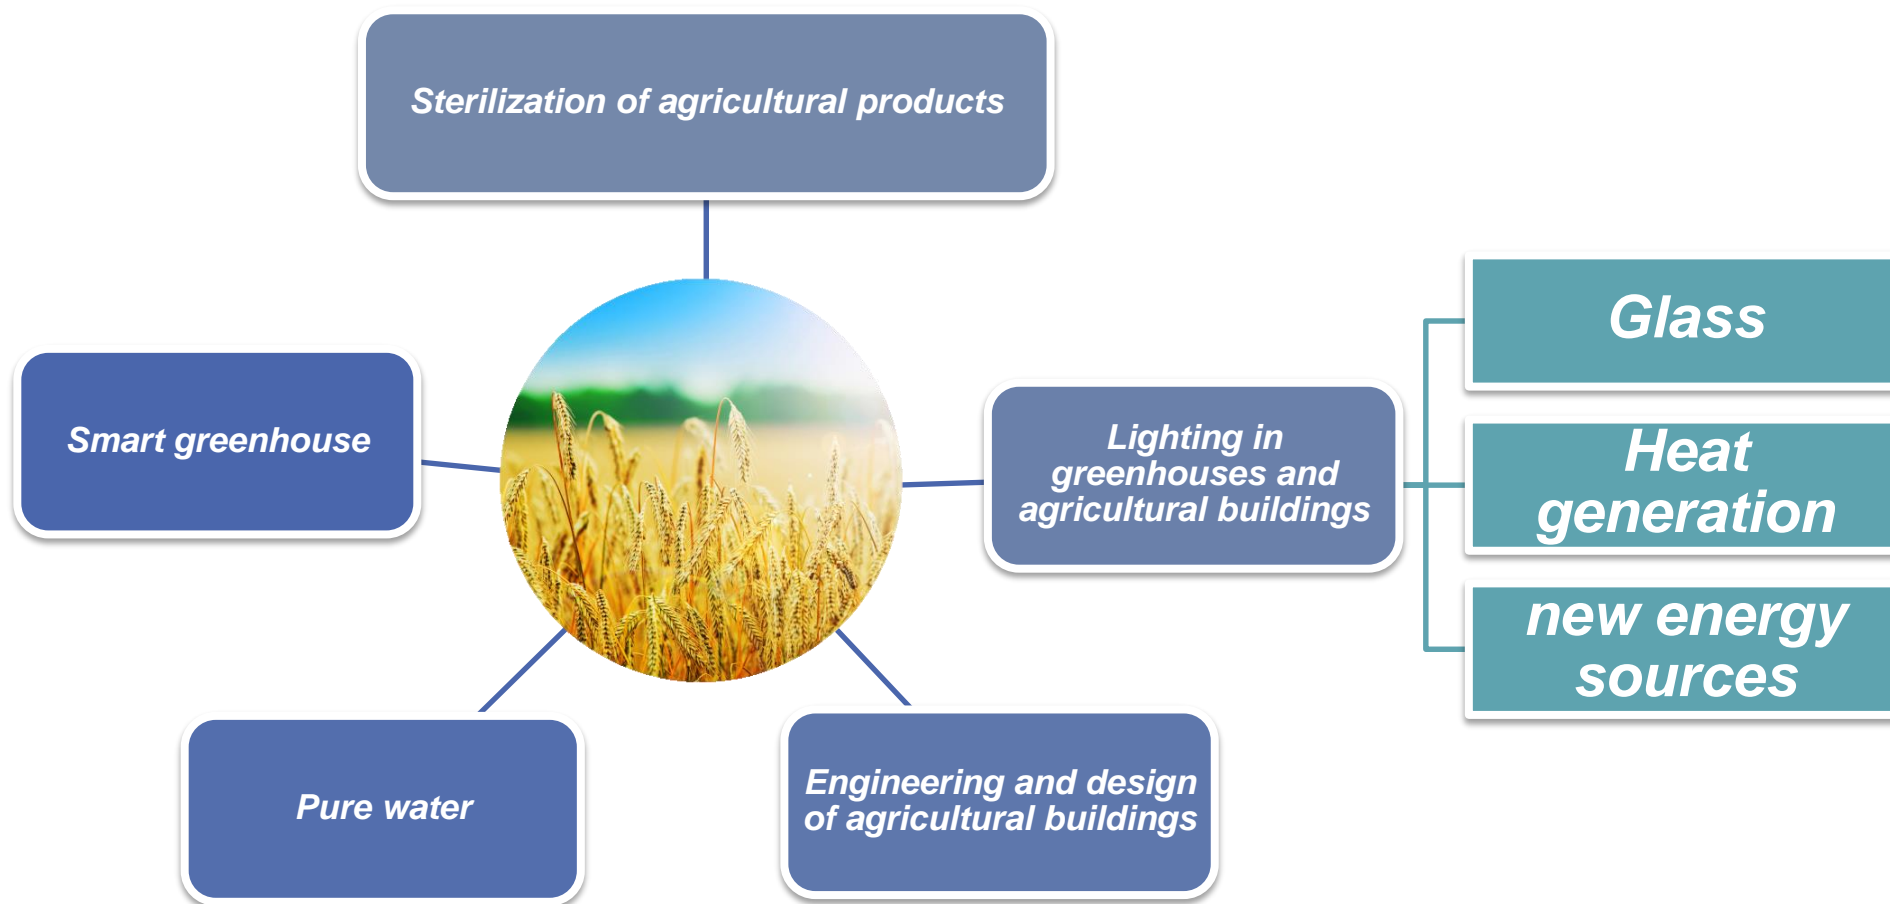 Sterilization of agricultural products
Smart greenhouse
Lighting in
greenhouses and
agricultural buildings
Glass
Heat
generation
new energy
sources
Pure water
Engineering and design
of agricultural buildings